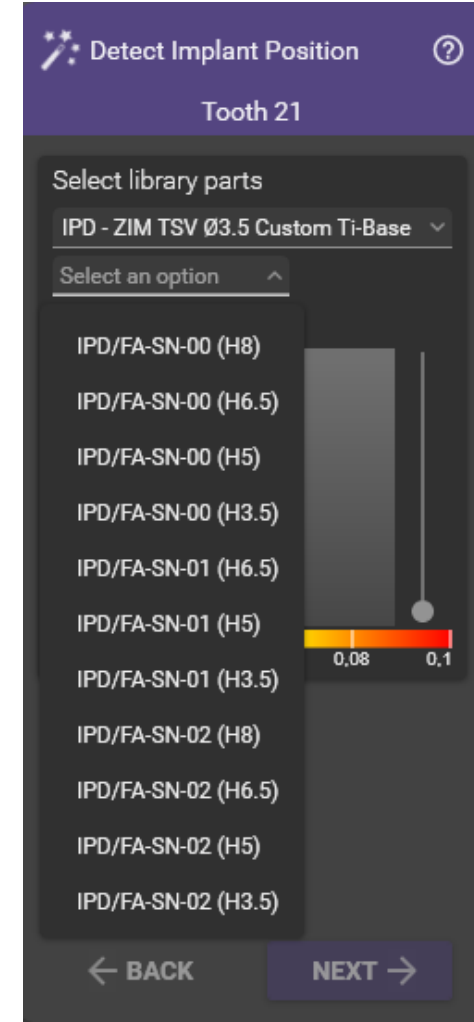 Detect Implant Position
Tooth 21
Select library parts
IPD - ZIM TSV Ø3.5 Custom Ti-Base
Select an option
IPD/FA-SN-00 (H8)
IPD/FA-SN-00 (H6.5)
IPD/FA-SN-00 (H5)
IPD/FA-SN-00 (H3.5)
IPD/FA-SN-01 (H6.5)
IPD/FA-SN-01 (H5)
IPD/FA-SN-01 (H3.5)
IPD/FA-SN-02 (H8)
IPD/FA-SN-02 (H6.5)
IPD/FA-SN-02 (H5)
IPD/FA-SN-02 (H3.5)
0,08 0,1
BACK NEXT